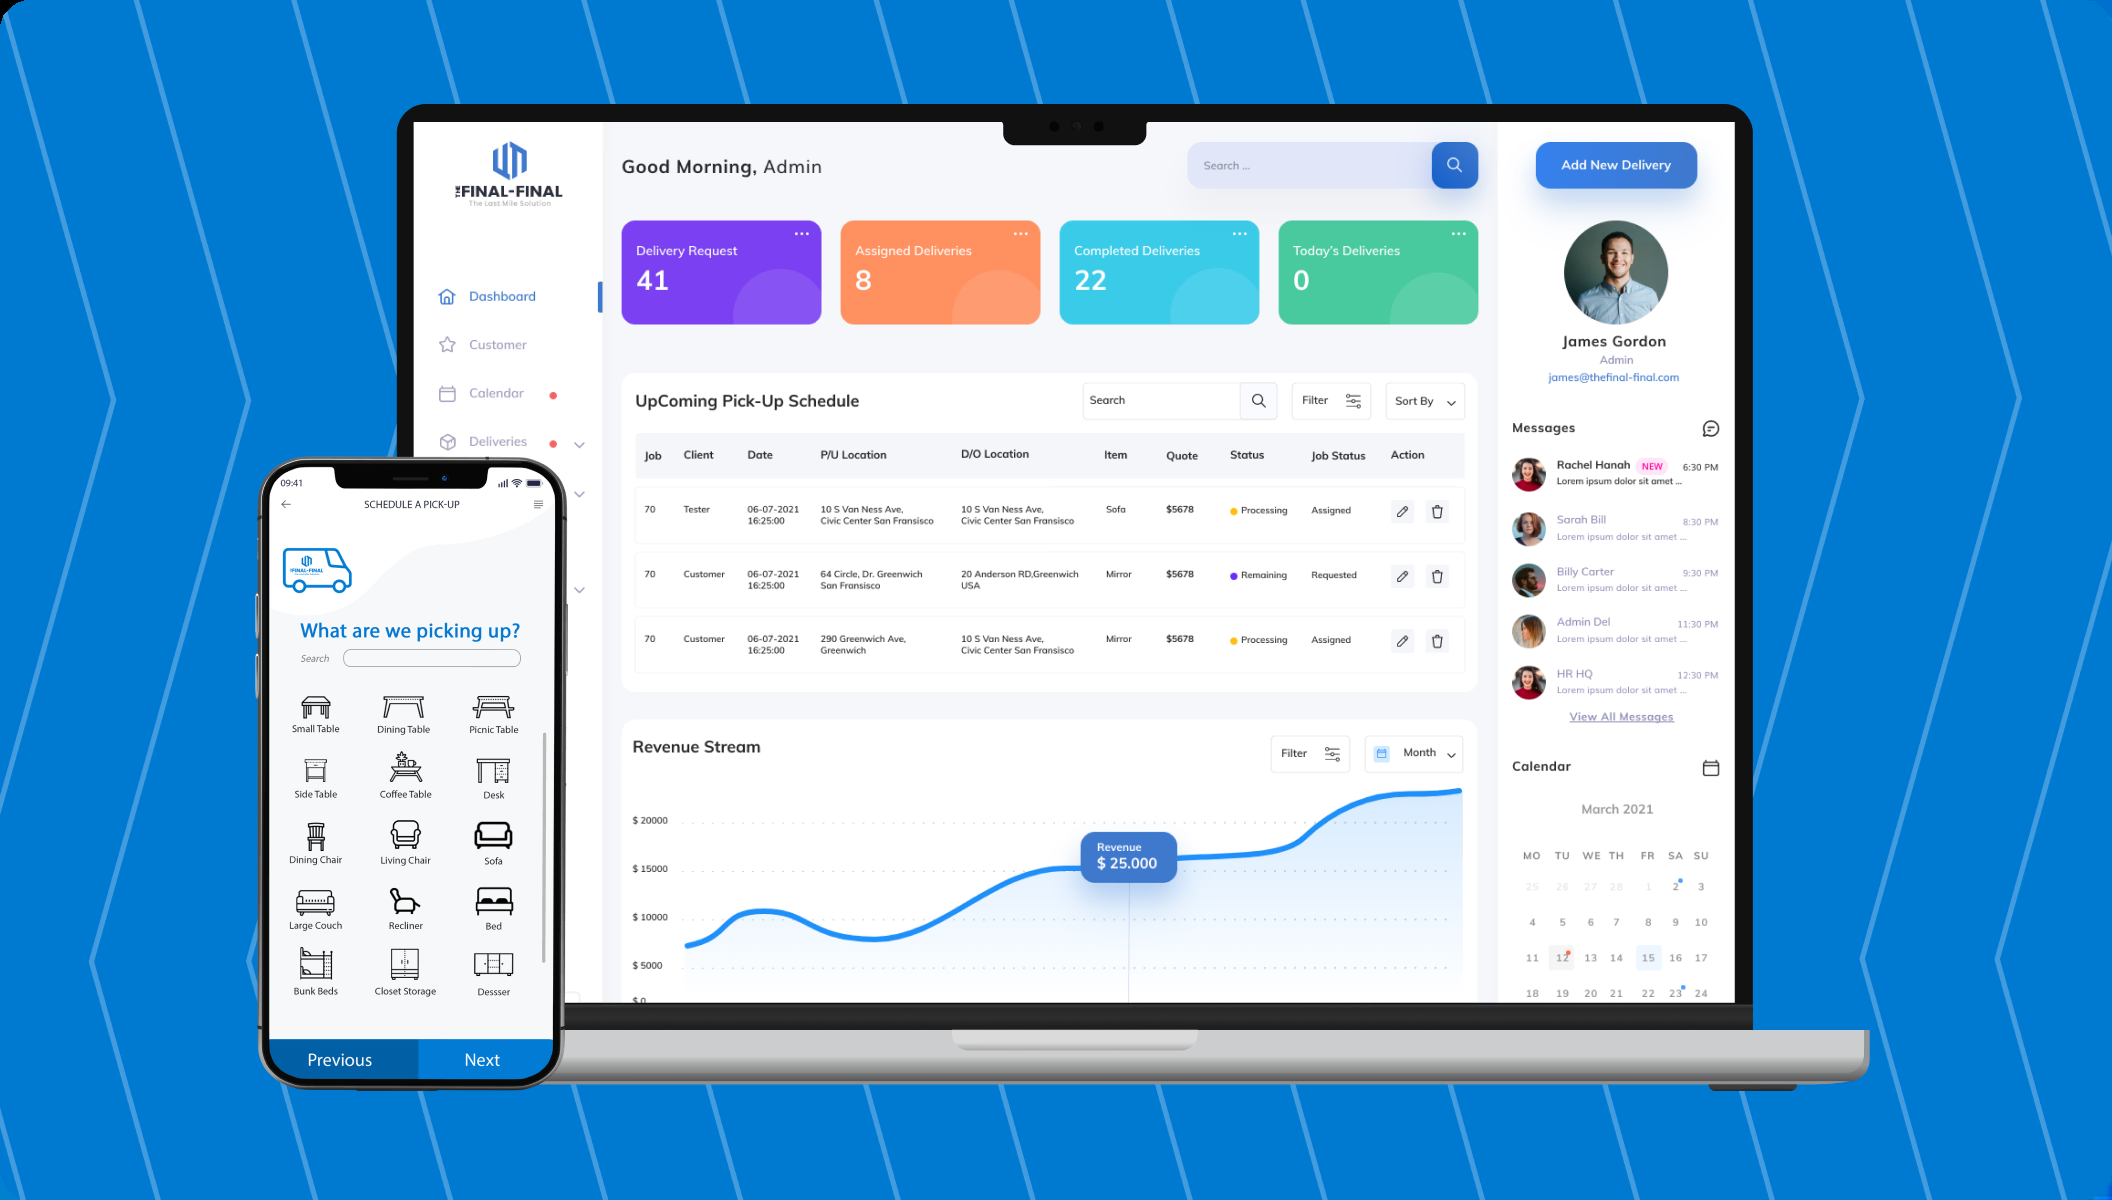 THE FINAL-FINAL
The Last Mile Solution
Dashboard
Customer
Calendar
Deliveries
Good Morning, Admin
Search ...
Delivery Request
41
Assigned Deliveries
8
Completed Deliveries
22
Today's Deliveries
0
UpComing Pick-Up Schedule
Search
Filter
Sort By
Job Client Date P/U Location D/O Location Item Quote Status Job Status Action
70 Tester 06-07-2021 10 S Van Ness Ave, 10 S Van Ness Ave, Sofa $5678 Processing Assigned
16:25:00 Civic Center San Fransisco Civic Center San Fransisco
70 Customer 06-07-2021 64 Circle, Dr. Greenwich 20 Anderson RD,Greenwich Mirror $5678 Remaining Requested
16:25:00 San Fransisco USA
70 Customer 06-07-2021 290 Greenwich Ave, 10 S Van Ness Ave, Mirror $5678 Processing Assigned
16:25:00 Greenwich Civic Center San Fransisco
Revenue Stream
Filter
Month
$ 20000
$ 15000
$ 10000
$ 5000
$ 0
Revenue
$ 25.000
Add New Delivery
James Gordon
Admin
james@thefinal-final.com
Messages
Rachel Hanah NEW 6:30 PM
Lorem ipsum dolor sit amet ...
Sarah Bill 8:30 PM
Lorem ipsum dolor sit amet ...
Billy Carter 9:30 PM
Lorem ipsum dolor sit amet ...
Admin Del 11:30 PM
Lorem ipsum dolor sit amet ...
HR HQ 12:30 PM
Lorem ipsum dolor sit amet ...
View All Messages
Calendar
March 2021
MO TU WE TH FR SA SU
25 26 27 28 1 2 3
4 5 6 7 8 9 10
11 12 13 14 15 16 17
18 19 20 21 22 23 24
09:41
SCHEDULE A PICK-UP
FINAL-FINAL
What are we picking up?
Search
Small Table Dining Table Picnic Table
Side Table Coffee Table Desk
Dining Chair Living Chair Sofa
Large Couch Recliner Bed
Bunk Beds Closet Storage Dessser
Previous Next